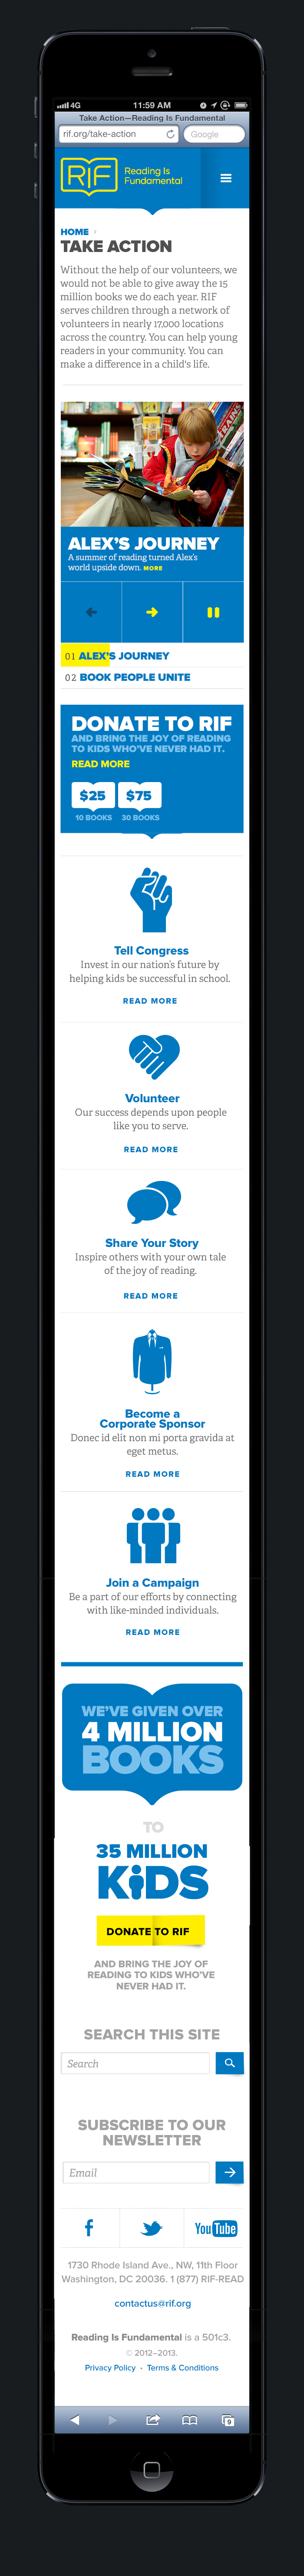 4G 11:59 AM
Take Action—Reading Is Fundamental
rif.org/take-action
Google
RIF Reading Is
Fundamental
HOME ›
TAKE ACTION
Without the help of our volunteers, we
would not be able to give away the 15
million books we do each year. RIF
serves children through a network of
volunteers in nearly 17,000 locations
across the country. You can help young
readers in your community. You can
make a difference in a child's life.
ALEX'S JOURNEY
A summer of reading turned Alex's
world upside down. MORE
01 ALEX'S JOURNEY
02 BOOK PEOPLE UNITE
DONATE TO RIF
AND BRING THE JOY OF READING
TO KIDS WHO'VE NEVER HAD IT.
READ MORE
$25 $75
10 BOOKS 30 BOOKS
Tell Congress
Invest in our nation's future by
helping kids be successful in school.
READ MORE
Volunteer
Our success depends upon people
like you to serve.
READ MORE
Share Your Story
Inspire others with your own tale
of the joy of reading.
READ MORE
Become a
Corporate Sponsor
Donec id elit non mi porta gravida at
eget metus.
READ MORE
Join a Campaign
Be a part of our efforts by connecting
with like-minded individuals.
READ MORE
WE'VE GIVEN OVER
4 MILLION
BOOKS
TO
35 MILLION
KiDS
DONATE TO RIF
AND BRING THE JOY OF
READING TO KIDS WHO'VE
NEVER HAD IT.
SEARCH THIS SITE
Search
SUBSCRIBE TO OUR
NEWSLETTER
Email
f YouTube
1730 Rhode Island Ave., NW, 11th Floor
Washington, DC 20036. 1 (877) RIF-READ
contactus@rif.org
Reading Is Fundamental is a 501c3.
© 2012–2013.
Privacy Policy - Terms & Conditions